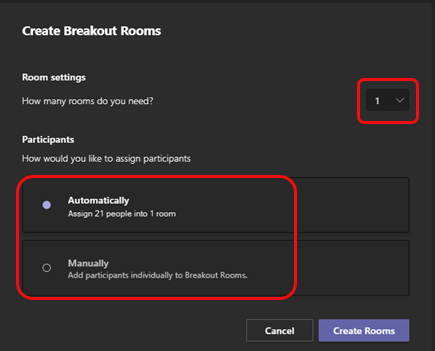 Create Breakout Rooms
Room settings
How many rooms do you need?
1
Participants
How would you like to assign participants
Automatically
Assign 21 people into 1 room
Manually
Add participants individually to Breakout Rooms.
Cancel
Create Rooms